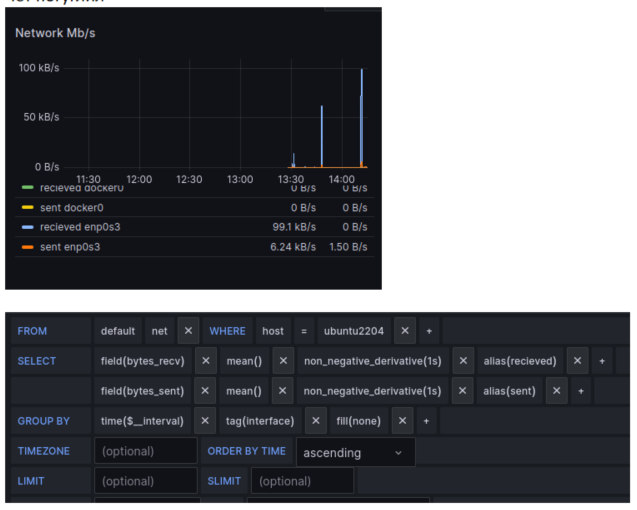 Network Mb/s
100 kB/s
50 kB/s
0 B/s
11:30 12:00 12:30 13:00 13:30 14:00
recieved docker0 0 B/s 0 B/s
sent docker0 0 B/s 0 B/s
recieved enp0s3 99.1 kB/s 0 B/s
sent enp0s3 6.24 kB/s 1.50 B/s
FROM default net × WHERE host = ubuntu2204 × +
SELECT field(bytes_recv) × mean() × non_negative_derivative(1s) × alias(recieved) × +
field(bytes_sent) × mean() × non_negative_derivative(1s) × alias(sent) × +
GROUP BY time($__interval) × tag(interface) × fill(none) × +
TIMEZONE (optional) ORDER BY TIME ascending
LIMIT (optional) SLIMIT (optional)